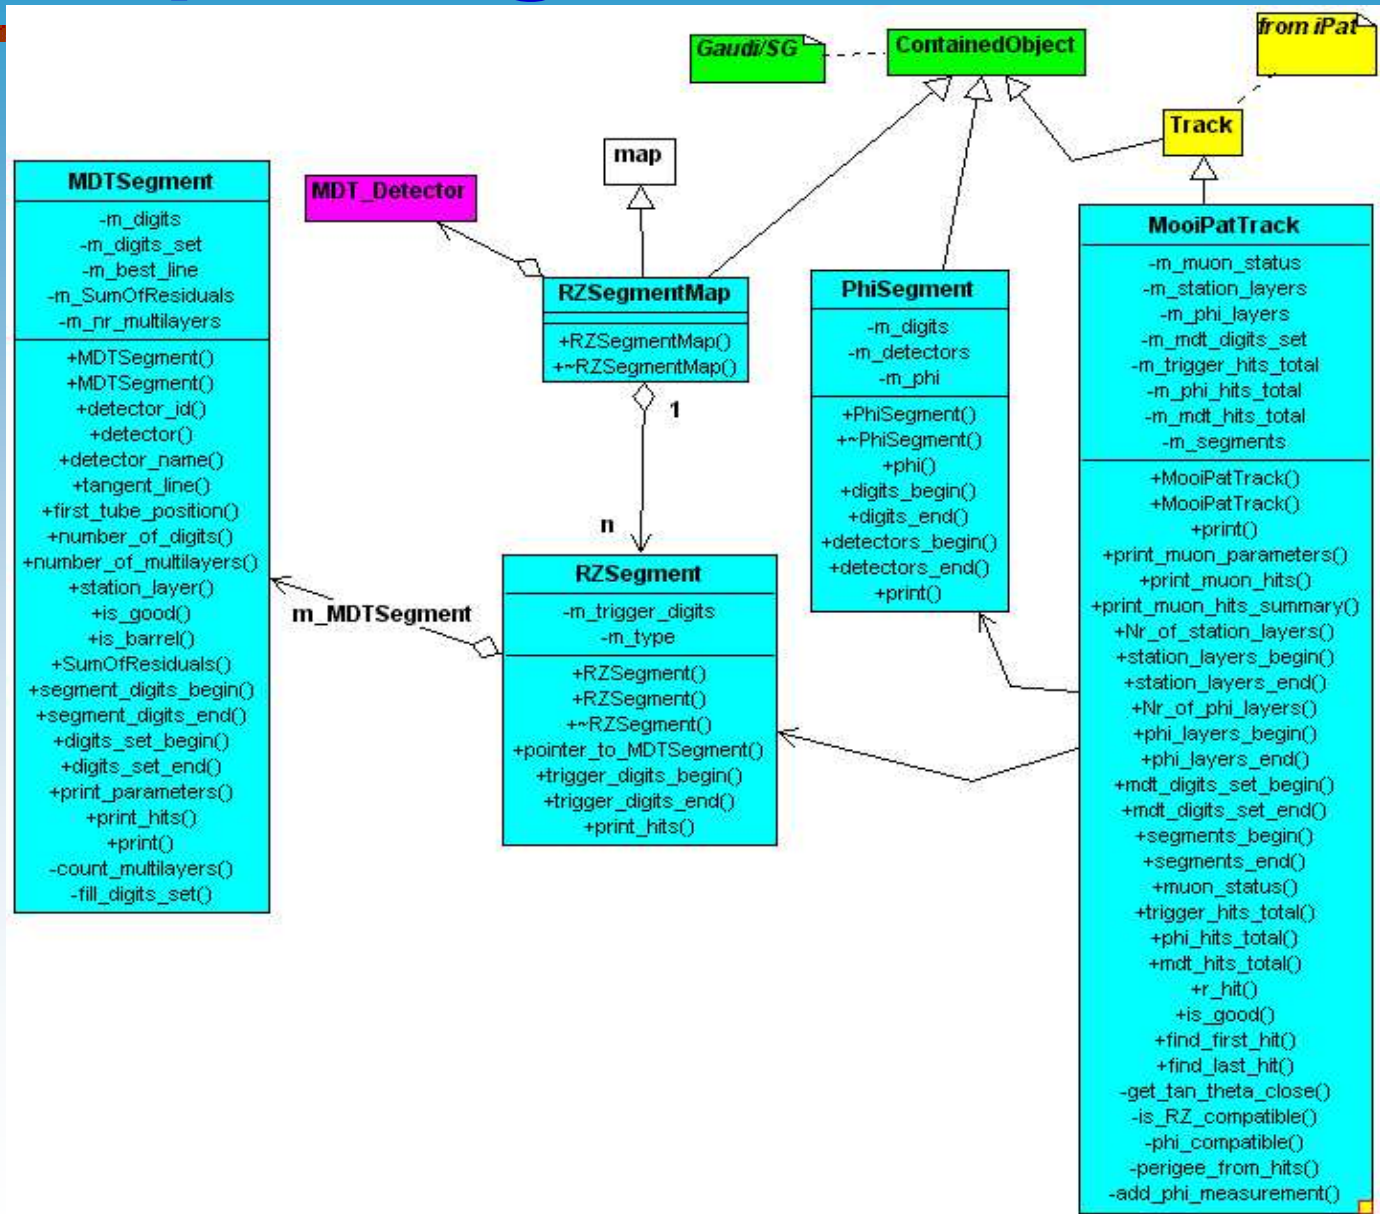 Gaudi/SG
ContainedObject
from iPat
Track
map
MDT_Detector
MDTSegment
-m_digits
-m_digits_set
-m_best_line
-m_SumOfResiduals
-m_nr_multilayers
+MDTSegment()
+MDTSegment()
+detector_id()
+detector()
+detector_name()
+tangent_line()
+first_tube_position()
+number_of_digits()
+number_of_multilayers()
+station_layer()
+is_good()
+is_barrel()
+SumOfResiduals()
+segment_digits_begin()
+segment_digits_end()
+digits_set_begin()
+digits_set_end()
+print_parameters()
+print_hits()
+print()
-count_multilayers()
-fill_digits_set()
RZSegmentMap
+RZSegmentMap()
+~RZSegmentMap()
1
n
m_MDTSegment
RZSegment
-m_trigger_digits
-m_type
+RZSegment()
+RZSegment()
+~RZSegment()
+pointer_to_MDTSegment()
+trigger_digits_begin()
+trigger_digits_end()
+print_hits()
PhiSegment
-m_digits
-m_detectors
-m_phi
+PhiSegment()
+~PhiSegment()
+phi()
+digits_begin()
+digits_end()
+detectors_begin()
+detectors_end()
+print()
MooiPatTrack
-m_muon_status
-m_station_layers
-m_phi_layers
-m_mdt_digits_set
-m_trigger_hits_total
-m_phi_hits_total
-m_mdt_hits_total
-m_segments
+MooiPatTrack()
+MooiPatTrack()
+print()
+print_muon_parameters()
+print_muon_hits()
+print_muon_hits_summary()
+Nr_of_station_layers()
+station_layers_begin()
+station_layers_end()
+Nr_of_phi_layers()
+phi_layers_begin()
+phi_layers_end()
+mdt_digits_set_begin()
+mdt_digits_set_end()
+segments_begin()
+segments_end()
+muon_status()
+trigger_hits_total()
+phi_hits_total()
+mdt_hits_total()
+r_hit()
+is_good()
+find_first_hit()
+find_last_hit()
-get_tan_theta_close()
-is_RZ_compatible()
-phi_compatible()
-perigee_from_hits()
-add_phi_measurement()